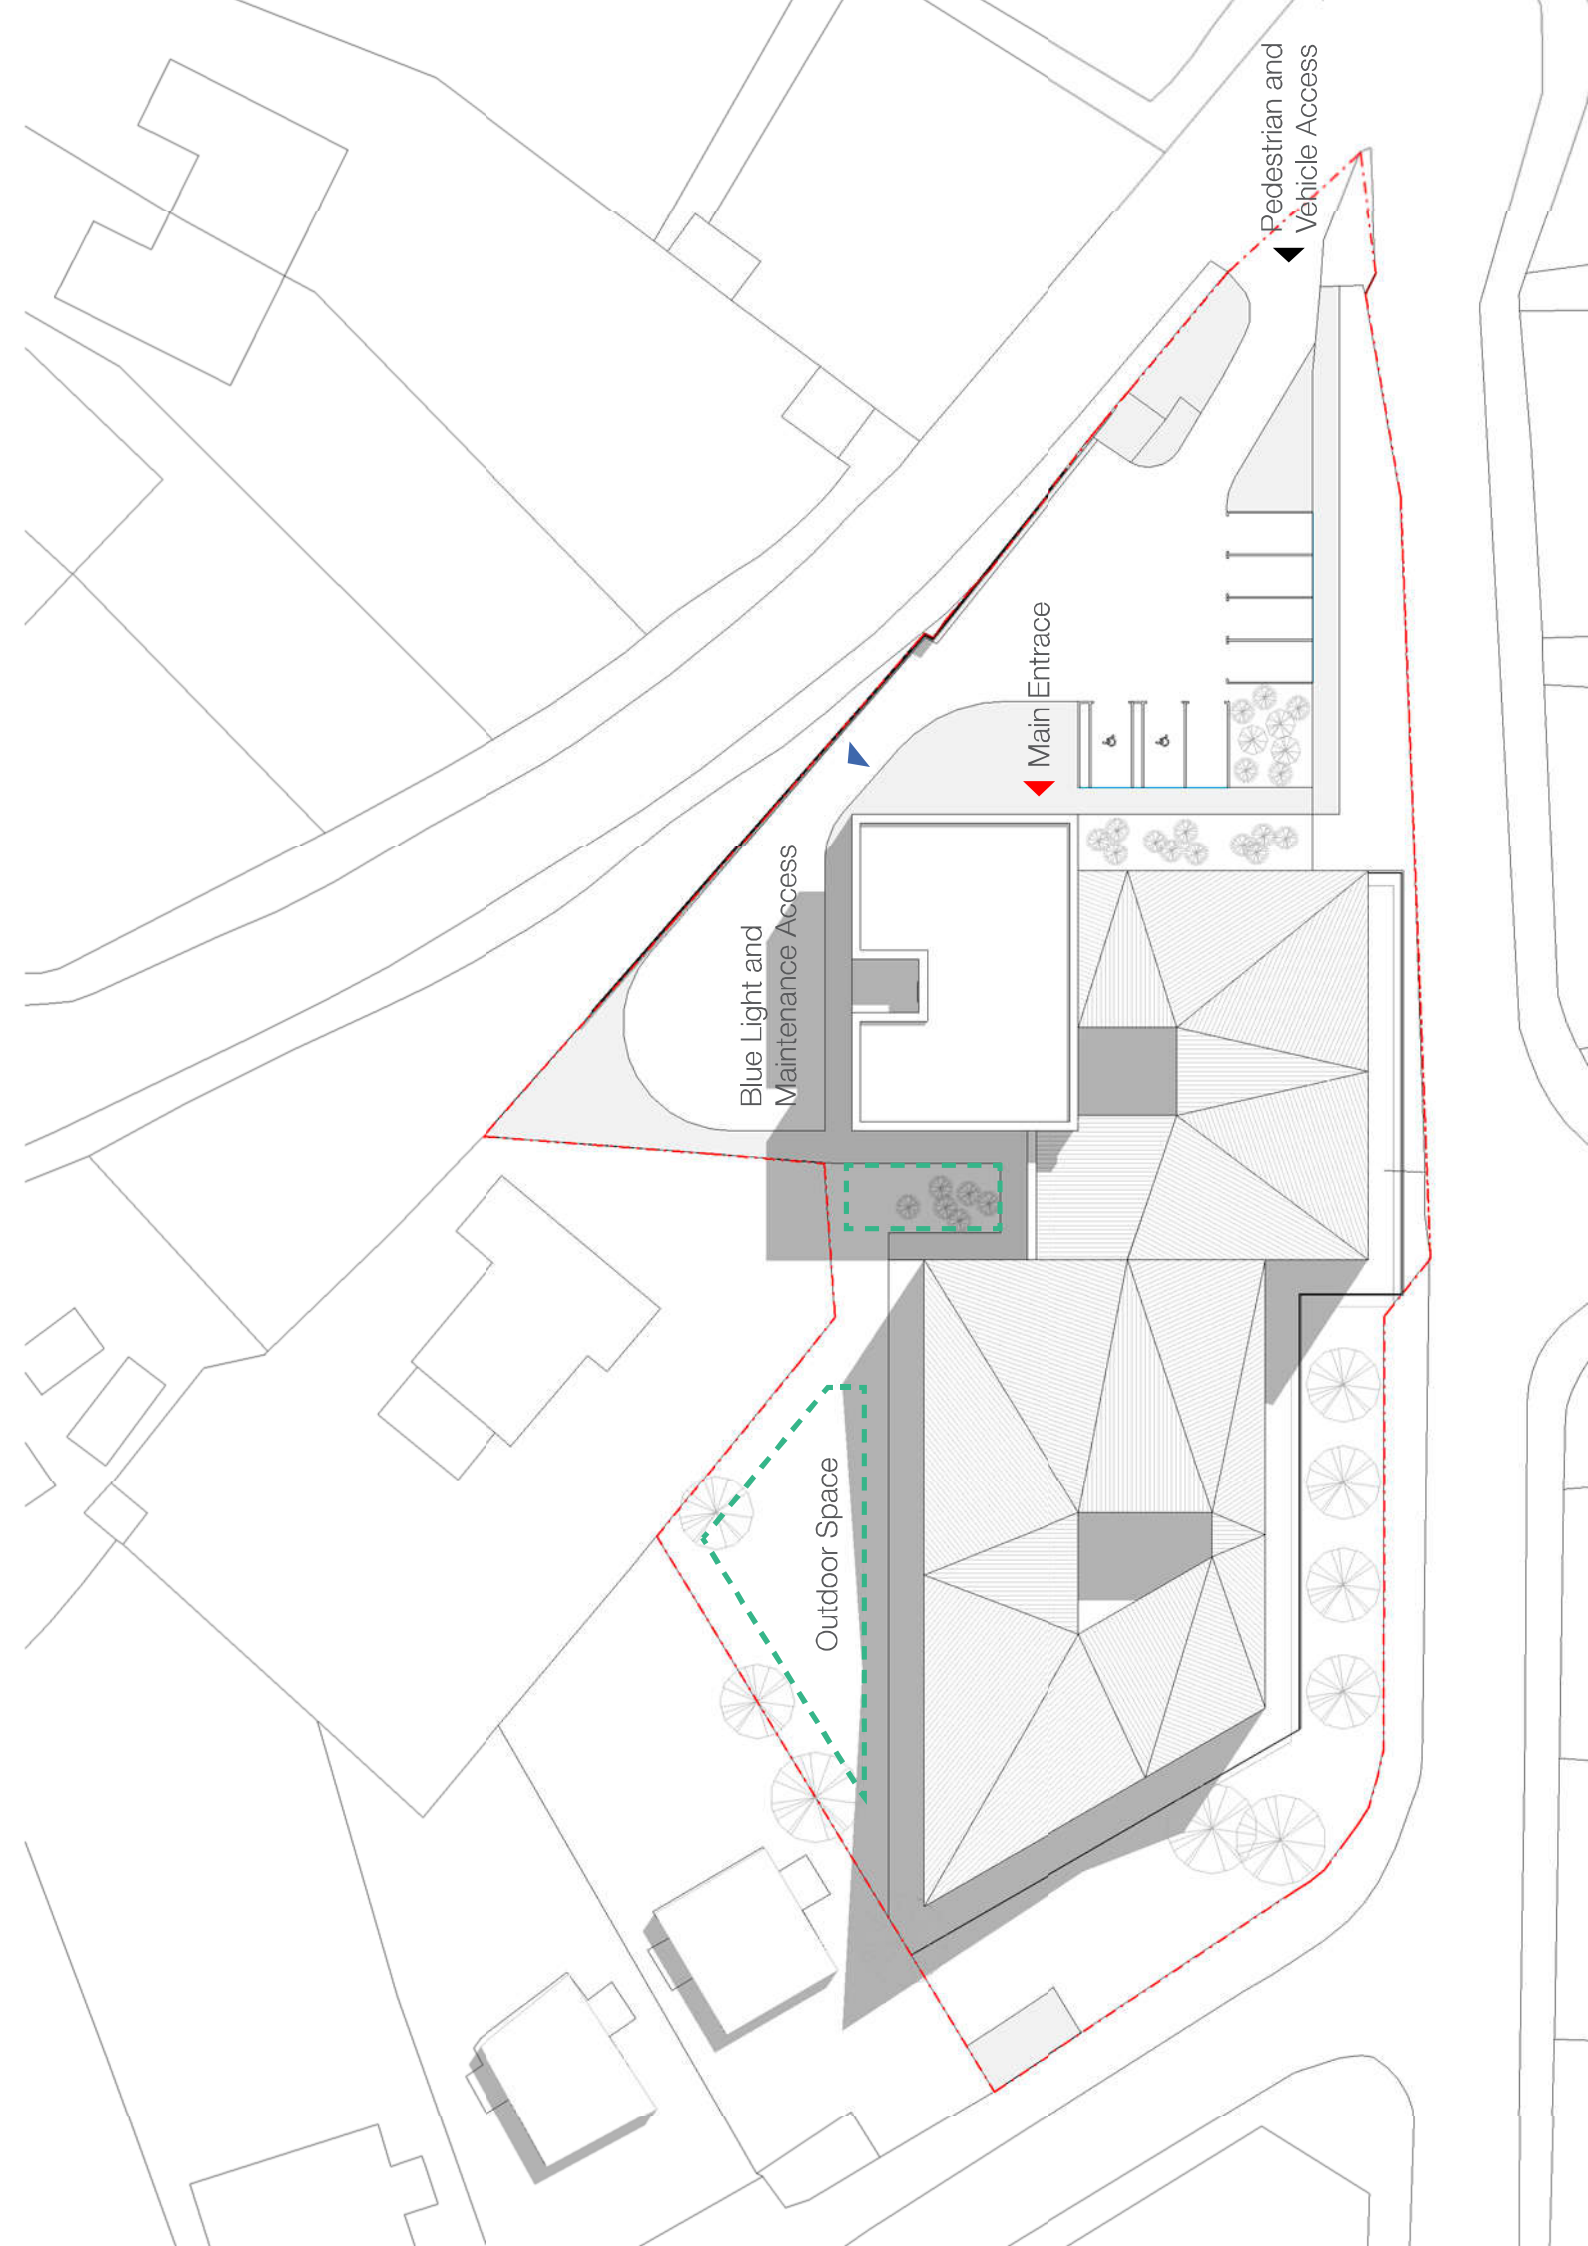 Pedestrian and
Vehicle Access
Main Entrace
Blue Light and
Maintenance Access
Outdoor Space